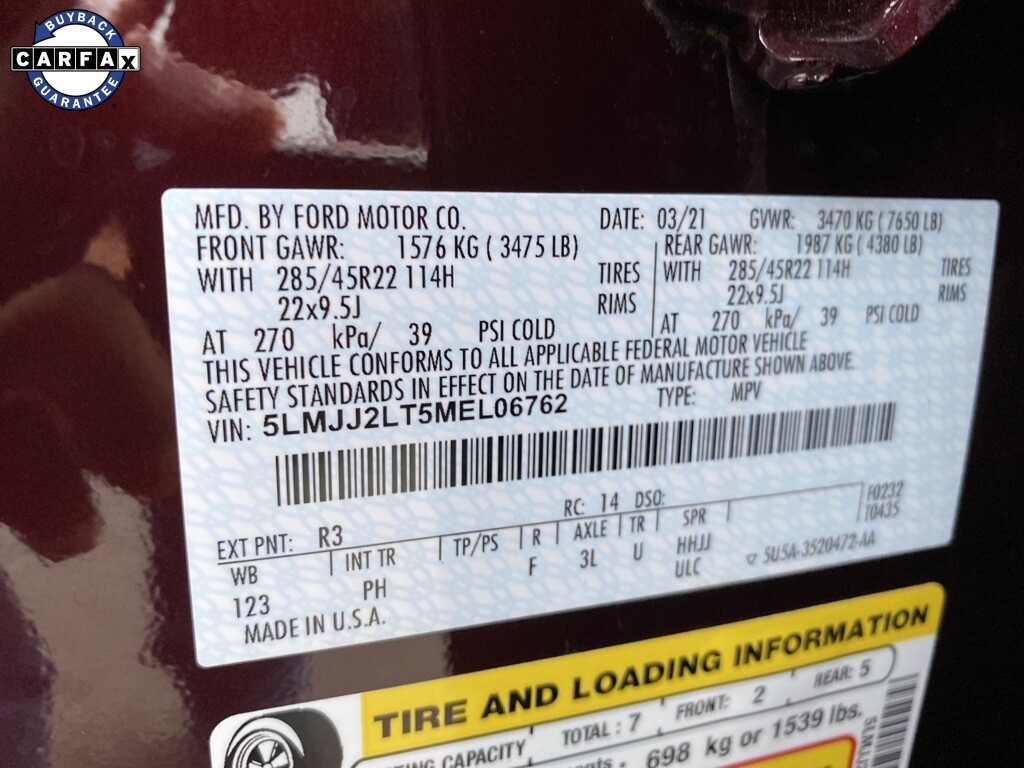 BUYBACK
CARFAX
GUARANTEE
MFD. BY FORD MOTOR CO. DATE: 03/21 GVWR: 3470 KG ( 7650 LB)
FRONT GAWR: 1576 KG ( 3475 LB) REAR GAWR: 1987 KG ( 4380 LB)
WITH 285/45R22 114H TIRES WITH 285/45R22 114H TIRES
22x9.5J RIMS 22x9.5J RIMS
AT 270 kPa/ 39 PSI COLD AT 270 kPa/ 39 PSI COLD
THIS VEHICLE CONFORMS TO ALL APPLICABLE FEDERAL MOTOR VEHICLE
SAFETY STANDARDS IN EFFECT ON THE DATE OF MANUFACTURE SHOWN ABOVE.
VIN: 5LMJJ2LT5MEL06762 TYPE: MPV
EXT PNT: R3 RC: 14 DSO: F0232
T0435
WB INT TR TP/PS R AXLE TR SPR
123 PH F 3L U HHJJ
ULC
5U5A-3520472-AA
MADE IN U.S.A.
TIRE AND LOADING INFORMATION
CAPACITY TOTAL : 7 FRONT: 2 REAR: 5
698 kg or 1539 lbs.